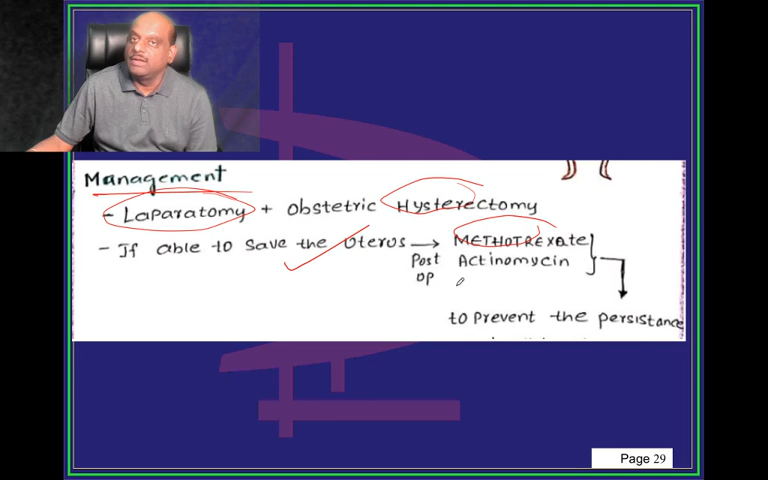 Management
- Laparatomy + Obstetric Hysterectomy
- If able to save the Uterus → METHOTREXAte
Post Actinomycin
OP
to Prevent the persistance
Page 29